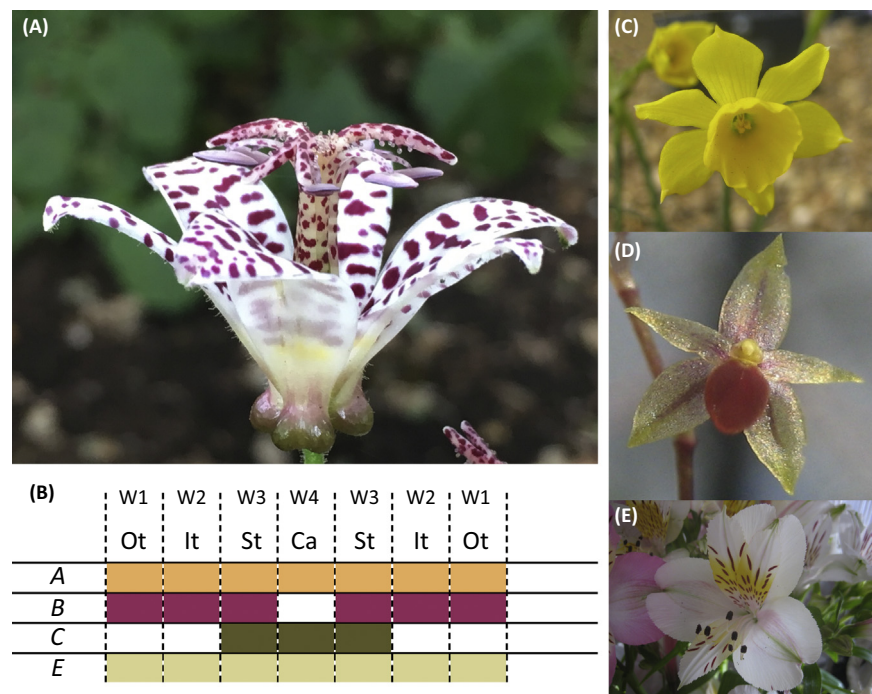 (A)
(B)
W1 W2 W3 W4 W3 W2 W1
Ot It St Ca St It Ot
A
B
C
E
(C)
(D)
(E)